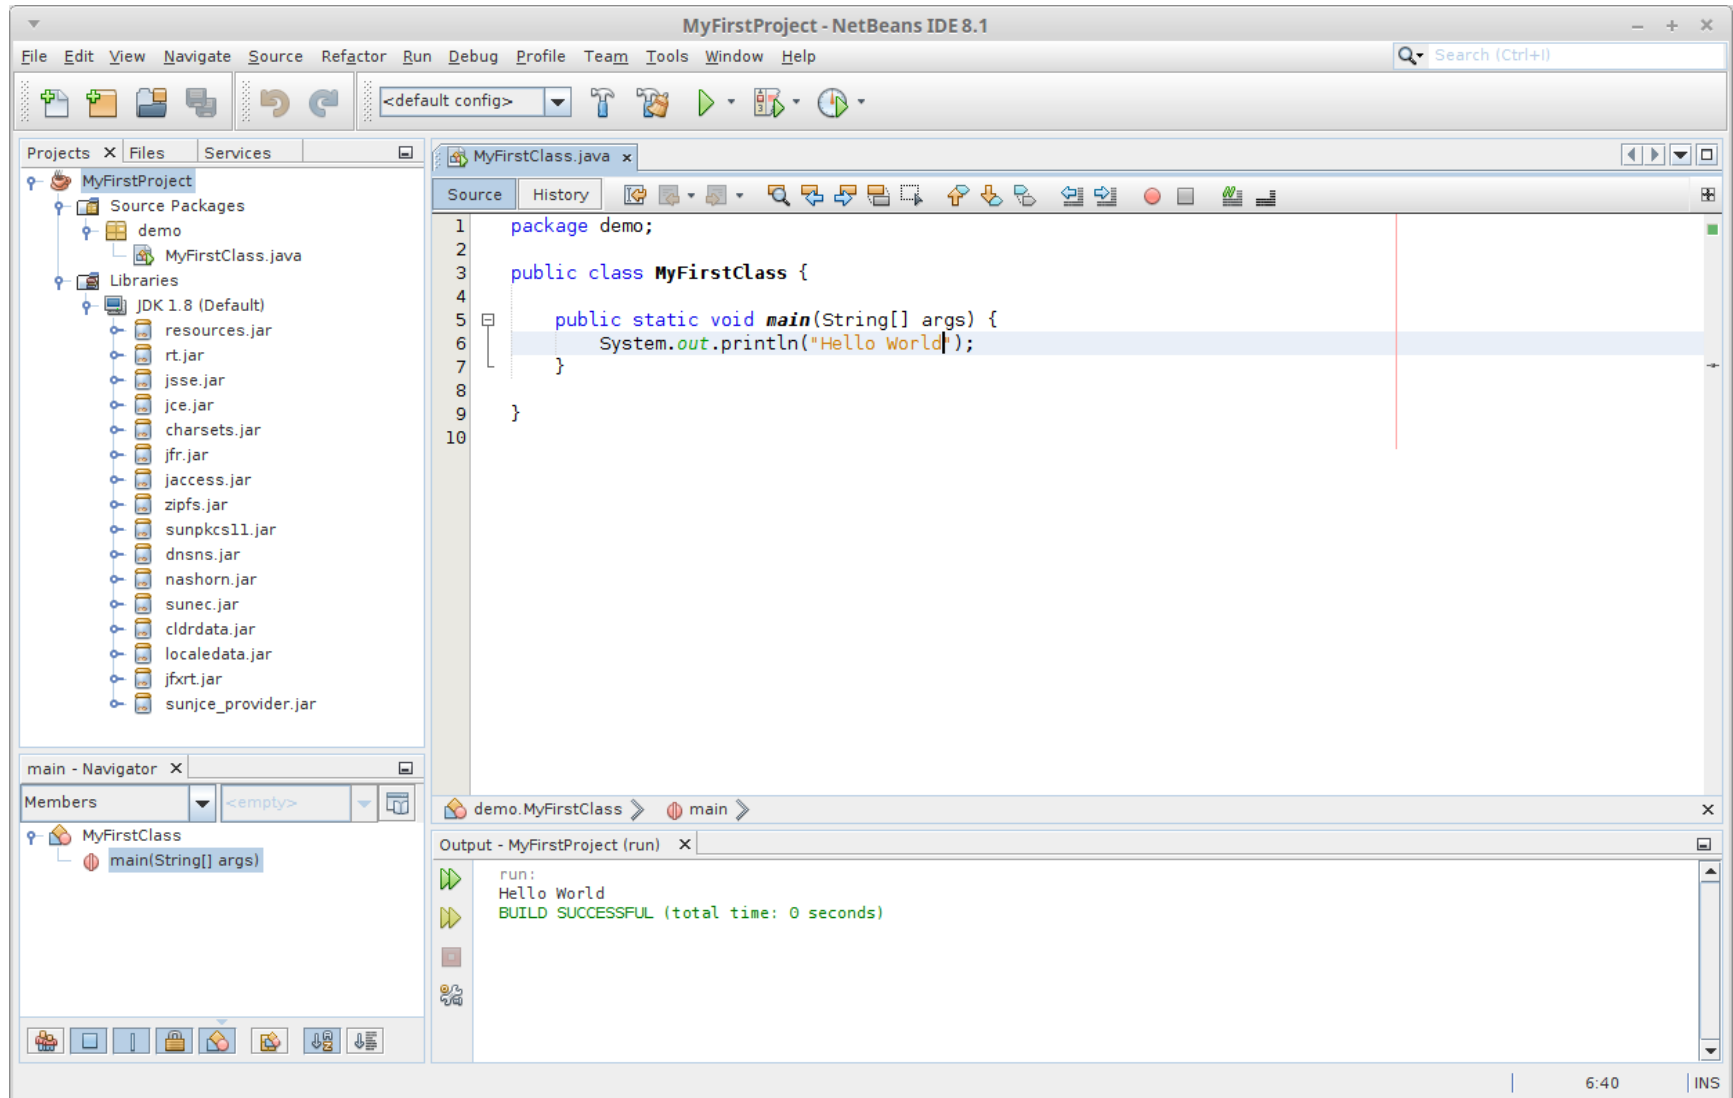 MyFirstProject - NetBeans IDE 8.1
File Edit View Navigate Source Refactor Run Debug Profile Team Tools Window Help
Search (Ctrl+I)
<default config>
Projects Files Services
MyFirstProject
Source Packages
demo
MyFirstClass.java
Libraries
JDK 1.8 (Default)
resources.jar
rt.jar
jsse.jar
jce.jar
charsets.jar
jfr.jar
jaccess.jar
zipfs.jar
sunpkcs11.jar
dnsns.jar
nashorn.jar
sunec.jar
cldrdata.jar
localedata.jar
jfxrt.jar
sunjce_provider.jar
main - Navigator
Members <empty>
MyFirstClass
main(String[] args)
MyFirstClass.java
Source History
1 package demo;
2
3 public class MyFirstClass {
4
5 public static void main(String[] args) {
6 System.out.println("Hello World");
7 }
8
9 }
10
demo.MyFirstClass main
Output - MyFirstProject (run)
run:
Hello World
BUILD SUCCESSFUL (total time: 0 seconds)
6:40 INS